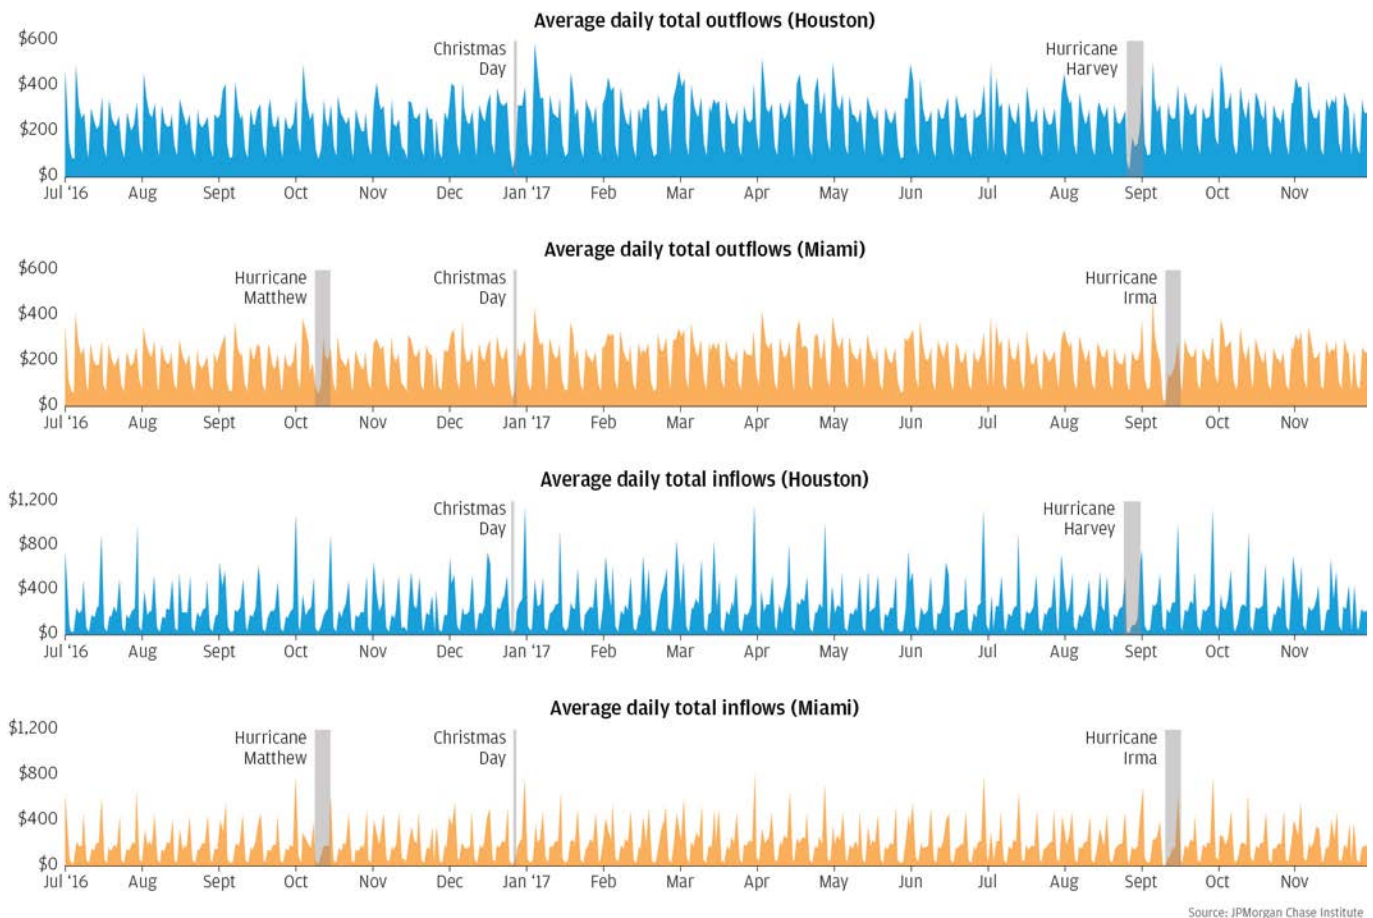 Average daily total outflows (Houston)
$600
$400
$200
$0
Christmas
Day
Hurricane
Harvey
Jul ‘16 Aug Sept Oct Nov Dec Jan ‘17 Feb Mar Apr May Jun Jul Aug Sept Oct Nov
Average daily total outflows (Miami)
$600
$400
$200
$0
Hurricane
Matthew
Christmas
Day
Hurricane
Irma
Jul ‘16 Aug Sept Oct Nov Dec Jan ‘17 Feb Mar Apr May Jun Jul Aug Sept Oct Nov
Average daily total inflows (Houston)
$1,200
$800
$400
$0
Christmas
Day
Hurricane
Harvey
Jul ‘16 Aug Sept Oct Nov Dec Jan ‘17 Feb Mar Apr May Jun Jul Aug Sept Oct Nov
Average daily total inflows (Miami)
$1,200
$800
$400
$0
Hurricane
Matthew
Christmas
Day
Hurricane
Irma
Jul ‘16 Aug Sept Oct Nov Dec Jan ‘17 Feb Mar Apr May Jun Jul Aug Sept Oct Nov
Source: JPMorgan Chase Institute